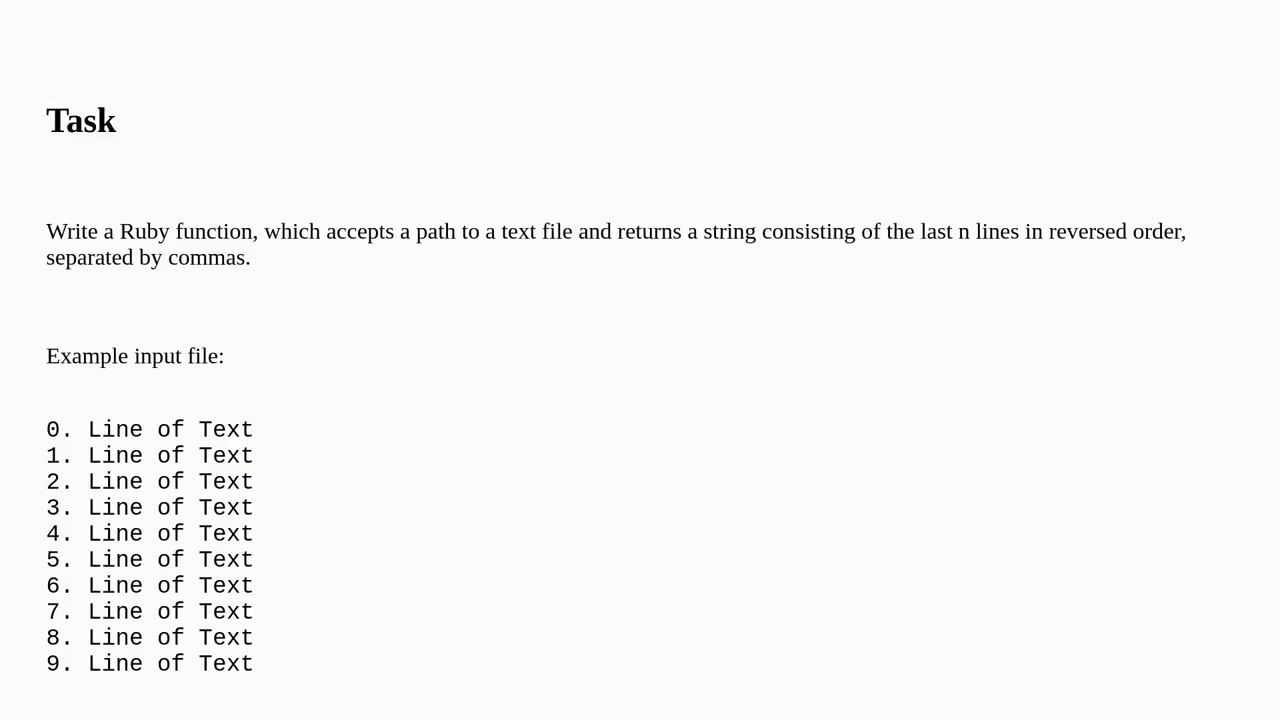 Task
Write a Ruby function, which accepts a path to a text file and returns a string consisting of the last n lines in reversed order,
separated by commas.
Example input file:
0. Line of Text
1. Line of Text
2. Line of Text
3. Line of Text
4. Line of Text
5. Line of Text
6. Line of Text
7. Line of Text
8. Line of Text
9. Line of Text